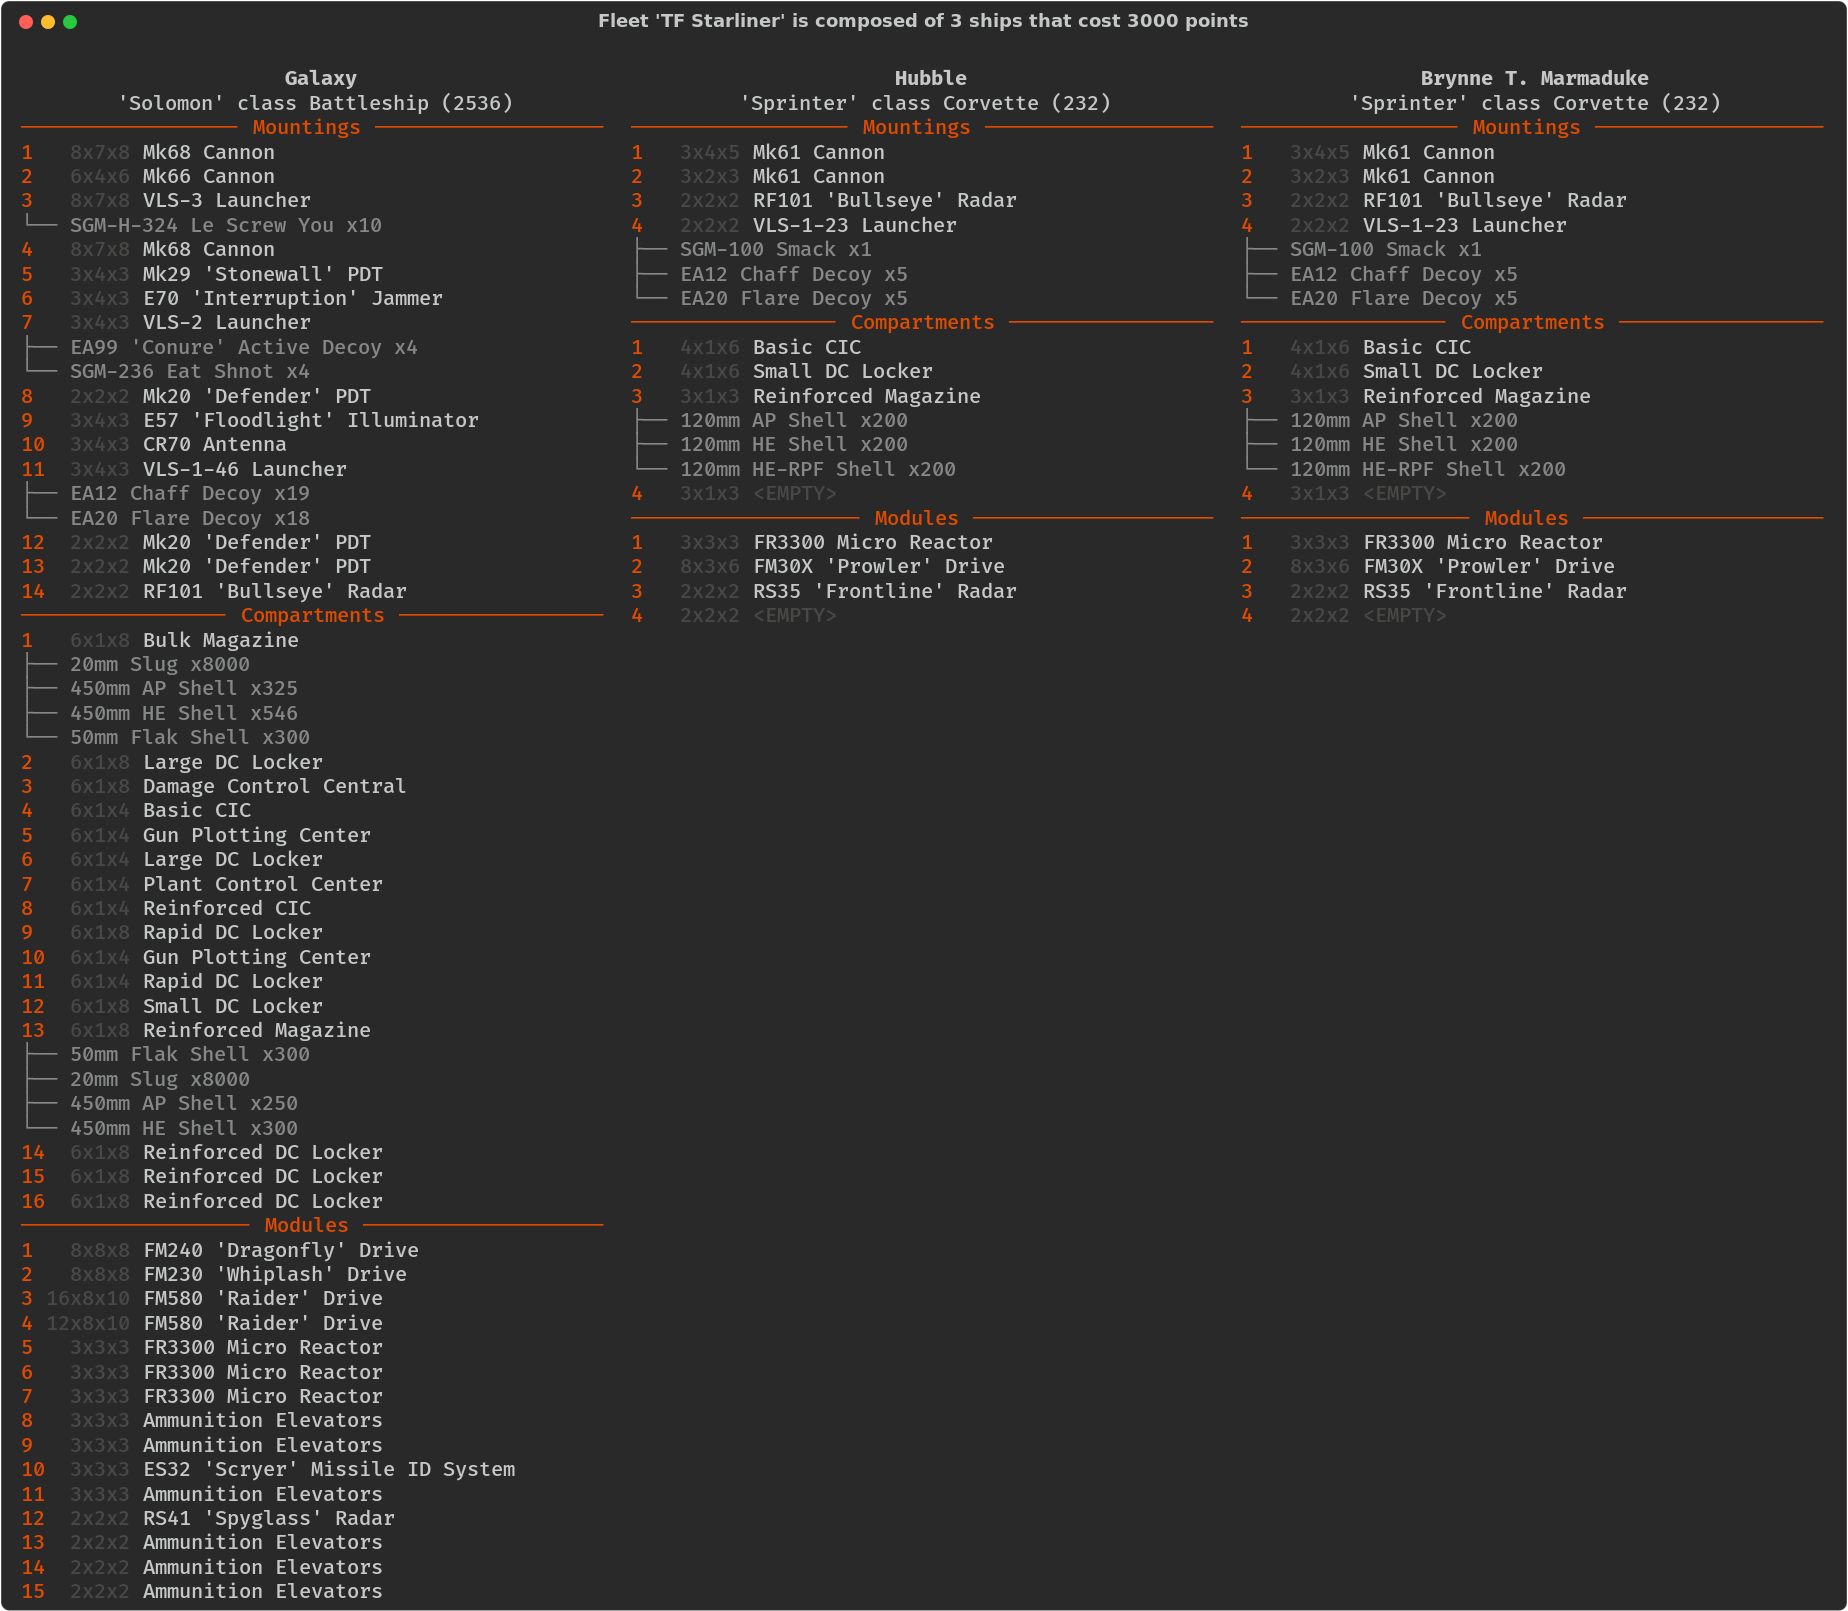 Fleet 'TF Starliner' is composed of 3 ships that cost 3000 points
Galaxy
'Solomon' class Battleship (2536)
Mountings
1 8x7x8 Mk68 Cannon
2 6x4x6 Mk66 Cannon
3 8x7x8 VLS-3 Launcher
SGM-H-324 Le Screw You x10
4 8x7x8 Mk68 Cannon
5 3x4x3 Mk29 'Stonewall' PDT
6 3x4x3 E70 'Interruption' Jammer
7 3x4x3 VLS-2 Launcher
EA99 'Conure' Active Decoy x4
SGM-236 Eat Shnot x4
8 2x2x2 Mk20 'Defender' PDT
9 3x4x3 E57 'Floodlight' Illuminator
10 3x4x3 CR70 Antenna
11 3x4x3 VLS-1-46 Launcher
EA12 Chaff Decoy x19
EA20 Flare Decoy x18
12 2x2x2 Mk20 'Defender' PDT
13 2x2x2 Mk20 'Defender' PDT
14 2x2x2 RF101 'Bullseye' Radar
Compartments
1 6x1x8 Bulk Magazine
20mm Slug x8000
450mm AP Shell x325
450mm HE Shell x546
50mm Flak Shell x300
2 6x1x8 Large DC Locker
3 6x1x8 Damage Control Central
4 6x1x4 Basic CIC
5 6x1x4 Gun Plotting Center
6 6x1x4 Large DC Locker
7 6x1x4 Plant Control Center
8 6x1x4 Reinforced CIC
9 6x1x8 Rapid DC Locker
10 6x1x4 Gun Plotting Center
11 6x1x4 Rapid DC Locker
12 6x1x8 Small DC Locker
13 6x1x8 Reinforced Magazine
50mm Flak Shell x300
20mm Slug x8000
450mm AP Shell x250
450mm HE Shell x300
14 6x1x8 Reinforced DC Locker
15 6x1x8 Reinforced DC Locker
16 6x1x8 Reinforced DC Locker
Modules
1 8x8x8 FM240 'Dragonfly' Drive
2 8x8x8 FM230 'Whiplash' Drive
3 16x8x10 FM580 'Raider' Drive
4 12x8x10 FM580 'Raider' Drive
5 3x3x3 FR3300 Micro Reactor
6 3x3x3 FR3300 Micro Reactor
7 3x3x3 FR3300 Micro Reactor
8 3x3x3 Ammunition Elevators
9 3x3x3 Ammunition Elevators
10 3x3x3 ES32 'Scryer' Missile ID System
11 3x3x3 Ammunition Elevators
12 2x2x2 RS41 'Spyglass' Radar
13 2x2x2 Ammunition Elevators
14 2x2x2 Ammunition Elevators
15 2x2x2 Ammunition Elevators
Hubble
'Sprinter' class Corvette (232)
Mountings
1 3x4x5 Mk61 Cannon
2 3x2x3 Mk61 Cannon
3 2x2x2 RF101 'Bullseye' Radar
4 2x2x2 VLS-1-23 Launcher
SGM-100 Smack x1
EA12 Chaff Decoy x5
EA20 Flare Decoy x5
Compartments
1 4x1x6 Basic CIC
2 4x1x6 Small DC Locker
3 3x1x3 Reinforced Magazine
120mm AP Shell x200
120mm HE Shell x200
120mm HE-RPF Shell x200
4 3x1x3 <EMPTY>
Modules
1 3x3x3 FR3300 Micro Reactor
2 8x3x6 FM30X 'Prowler' Drive
3 2x2x2 RS35 'Frontline' Radar
4 2x2x2 <EMPTY>
Brynne T. Marmaduke
'Sprinter' class Corvette (232)
Mountings
1 3x4x5 Mk61 Cannon
2 3x2x3 Mk61 Cannon
3 2x2x2 RF101 'Bullseye' Radar
4 2x2x2 VLS-1-23 Launcher
SGM-100 Smack x1
EA12 Chaff Decoy x5
EA20 Flare Decoy x5
Compartments
1 4x1x6 Basic CIC
2 4x1x6 Small DC Locker
3 3x1x3 Reinforced Magazine
120mm AP Shell x200
120mm HE Shell x200
120mm HE-RPF Shell x200
4 3x1x3 <EMPTY>
Modules
1 3x3x3 FR3300 Micro Reactor
2 8x3x6 FM30X 'Prowler' Drive
3 2x2x2 RS35 'Frontline' Radar
4 2x2x2 <EMPTY>